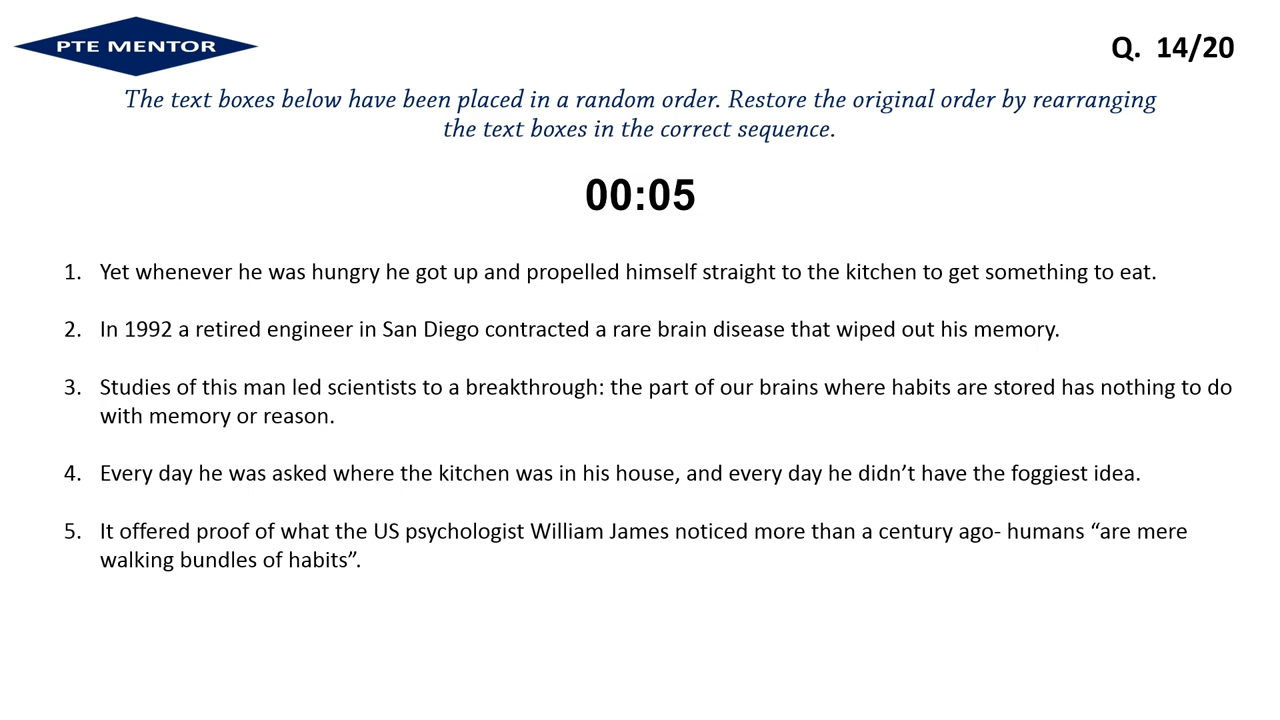 PTE MENTOR
Q. 14/20
The text boxes below have been placed in a random order. Restore the original order by rearranging
the text boxes in the correct sequence.
00:05
1. Yet whenever he was hungry he got up and propelled himself straight to the kitchen to get something to eat.
2. In 1992 a retired engineer in San Diego contracted a rare brain disease that wiped out his memory.
3. Studies of this man led scientists to a breakthrough: the part of our brains where habits are stored has nothing to do
with memory or reason.
4. Every day he was asked where the kitchen was in his house, and every day he didn’t have the foggiest idea.
5. It offered proof of what the US psychologist William James noticed more than a century ago- humans “are mere
walking bundles of habits”.